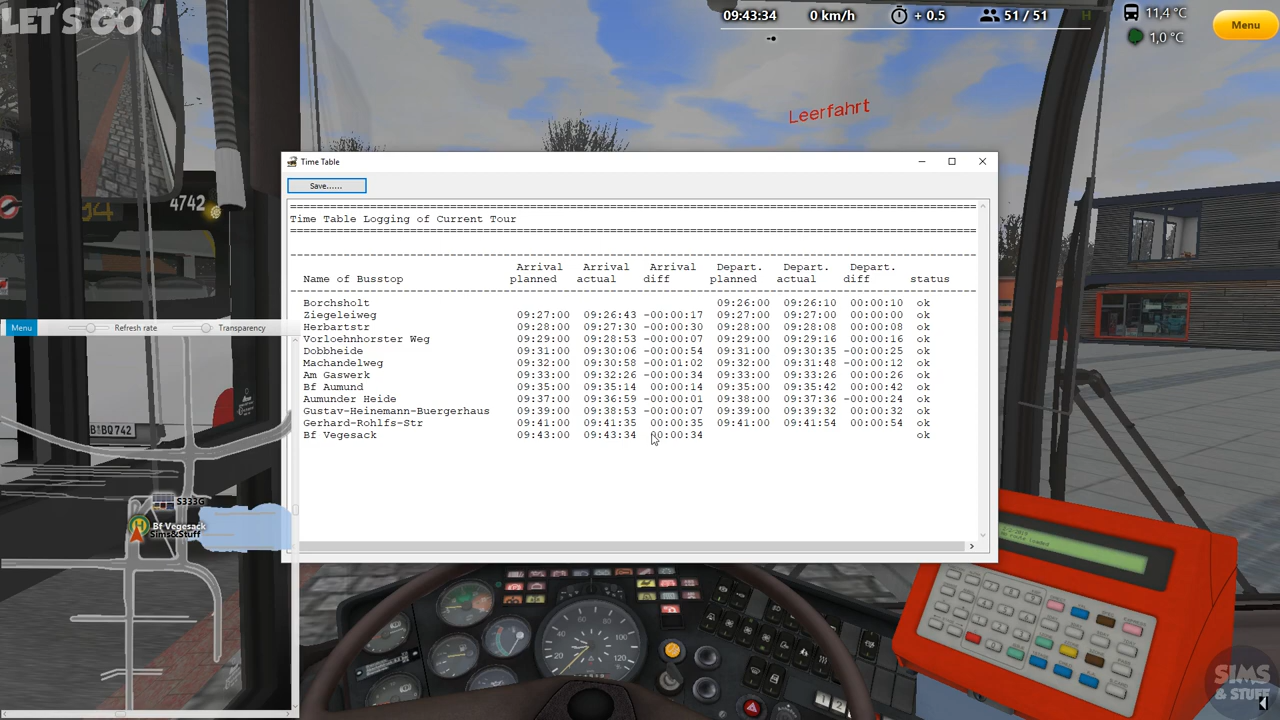 LET'S GO !
09:43:34 0 km/h + 0.5 51 / 51 H
11,4 °C
1,0 °C
Menu
Leerfahrt
4742
Time Table
Save......
Time Table Logging of Current Tour
Arrival Arrival Arrival Depart. Depart. Depart.
Name of Busstop planned actual diff planned actual diff status
Borchsholt 09:26:00 09:26:10 00:00:10 ok
Ziegeleiweg 09:27:00 09:26:43 -00:00:17 09:27:00 09:27:00 00:00:00 ok
Herbartstr 09:28:00 09:27:30 -00:00:30 09:28:00 09:28:00 00:00:00 ok
Vorloehnhorster Weg 09:29:00 09:28:53 -00:00:07 09:29:00 09:29:16 00:00:16 ok
Dobbheide 09:31:00 09:30:06 -00:00:54 09:31:00 09:30:35 -00:00:25 ok
Machandelweg 09:32:00 09:30:58 -00:01:02 09:32:00 09:31:48 -00:00:12 ok
Am Gaswerk 09:33:00 09:32:26 -00:00:34 09:33:00 09:33:26 00:00:26 ok
Bf Aumund 09:35:00 09:35:14 00:00:14 09:35:00 09:35:42 00:00:42 ok
Aumunder Heide 09:37:00 09:36:59 -00:00:01 09:38:00 09:37:36 -00:00:24 ok
Gustav-Heinemann-Buergerhaus 09:39:00 09:38:53 -00:00:07 09:39:00 09:39:32 00:00:32 ok
Gerhard-Rohlfs-Str 09:41:00 09:41:35 00:00:35 09:41:00 09:41:54 00:00:54 ok
Bf Vegesack 09:43:00 09:43:34 00:00:34 ok
Menu Refresh rate Transparency
BQ 742
S333G
H
Bf Vegesack
Sims&Stuff
20 40 60 80 100 120
SIMS
& STUFF